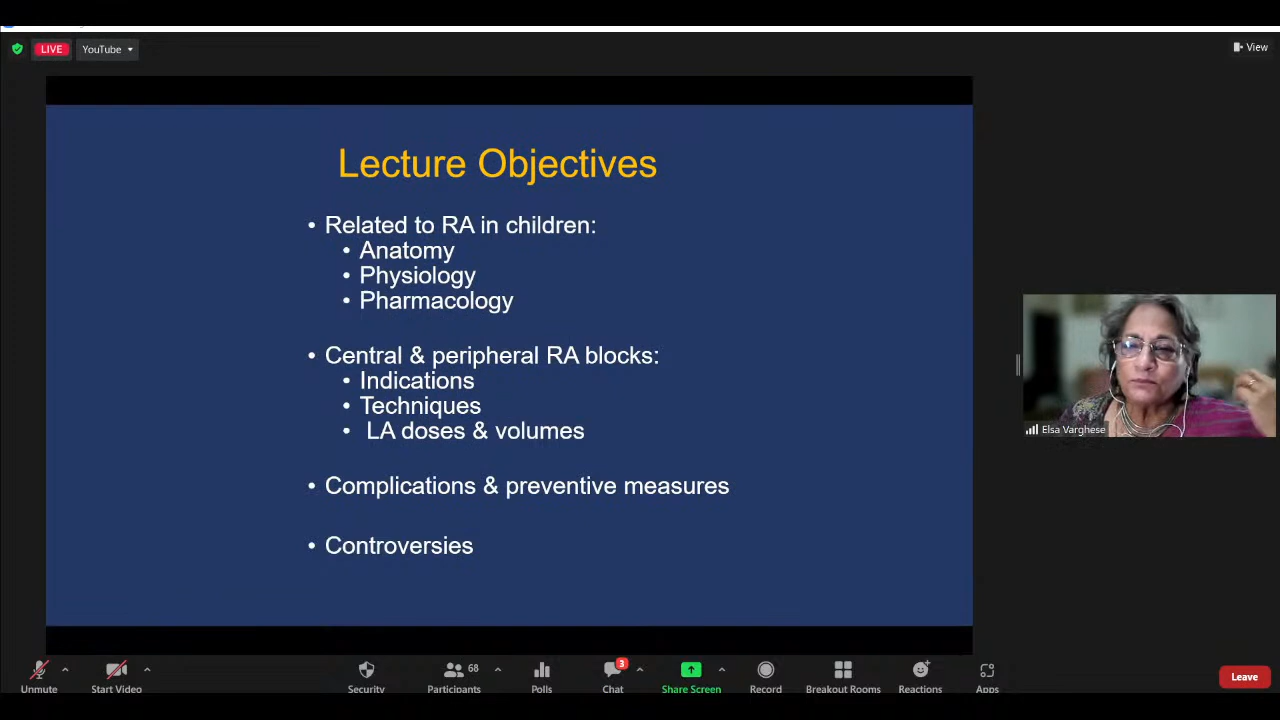 LIVE
YouTube
View
Lecture Objectives
• Related to RA in children:
• Anatomy
• Physiology
• Pharmacology
• Central & peripheral RA blocks:
• Indications
• Techniques
• LA doses & volumes
• Complications & preventive measures
• Controversies
Elsa Varghese
Unmute
Start Video
Security
68
Participants
Polls
3
Chat
Share Screen
Record
Breakout Rooms
Reactions
Apps
Leave